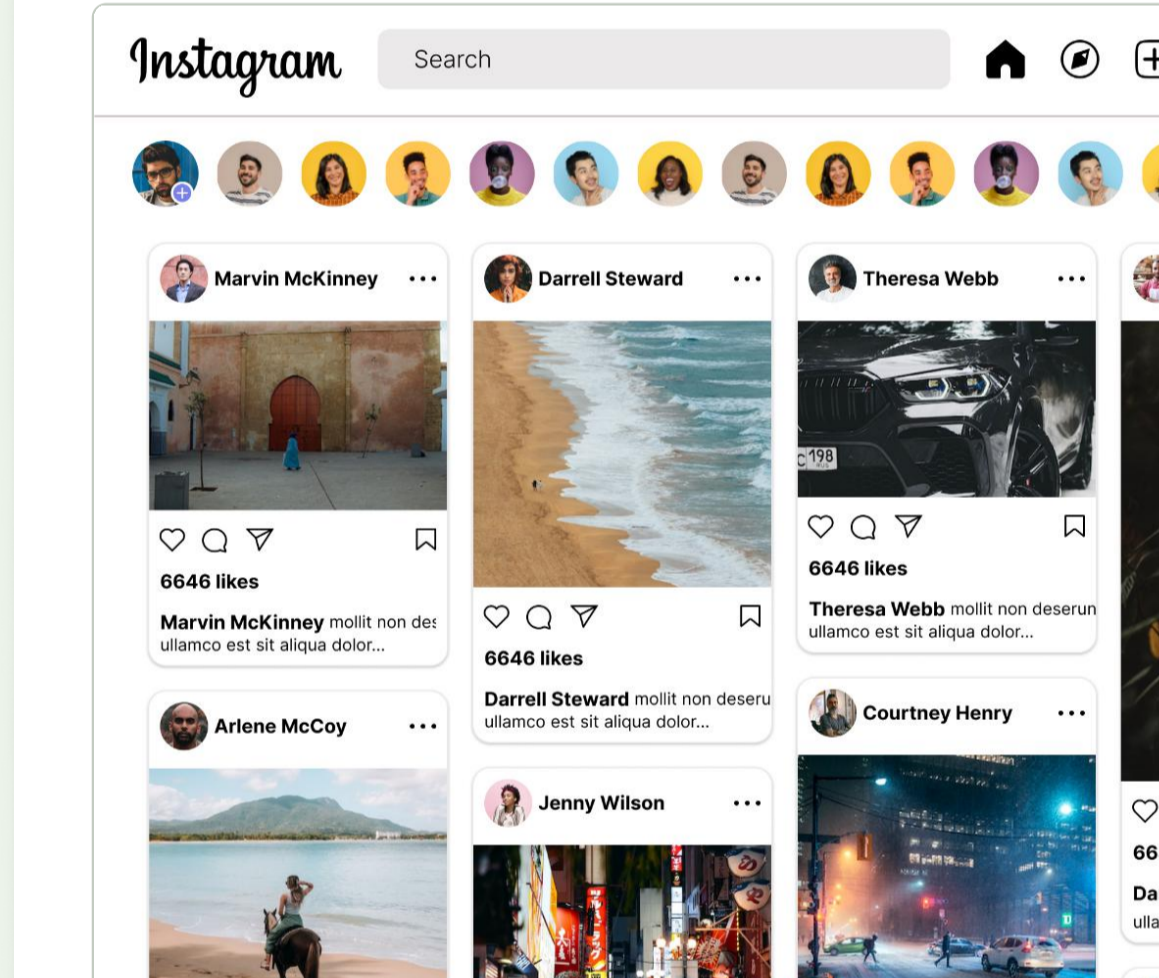 Instagram
Search
Marvin McKinney
Darrell Steward
Theresa Webb
198
RUS
6646 likes
Marvin McKinney mollit non des
ullamco est sit aliqua dolor...
6646 likes
Darrell Steward mollit non deseru
ullamco est sit aliqua dolor...
6646 likes
Theresa Webb mollit non deserun
ullamco est sit aliqua dolor...
Arlene McCoy
Jenny Wilson
Courtney Henry
66
Da
ulla